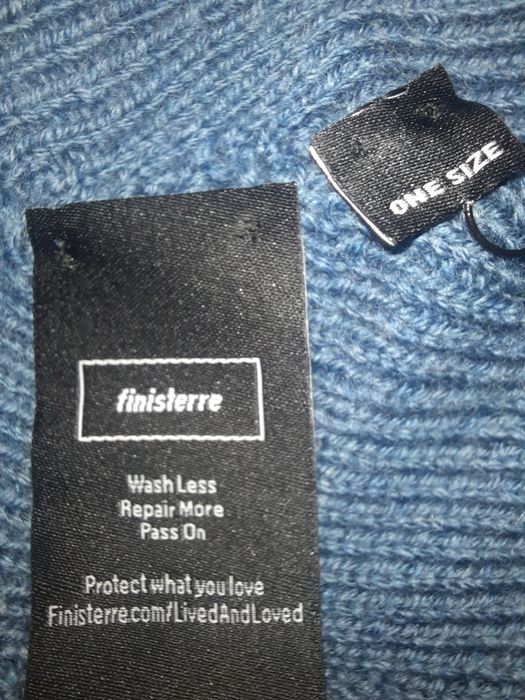 ONE SIZE
finisterre
Wash Less
Repair More
Pass On
Protect what you love
Finisterre.com/LivedAndLoved